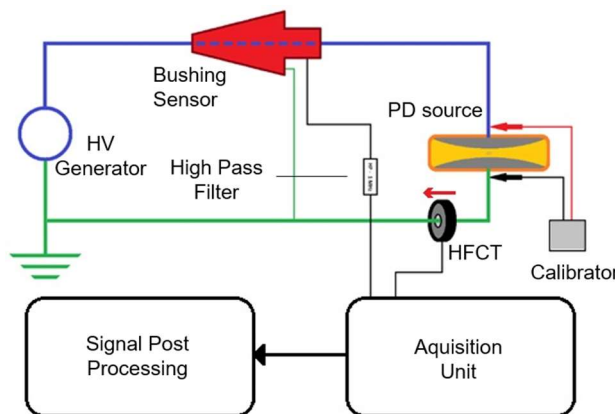 Bushing
Sensor
PD source
HV
Generator
High Pass
Filter
HFCT
Calibrator
Signal Post
Processing
Aquisition
Unit